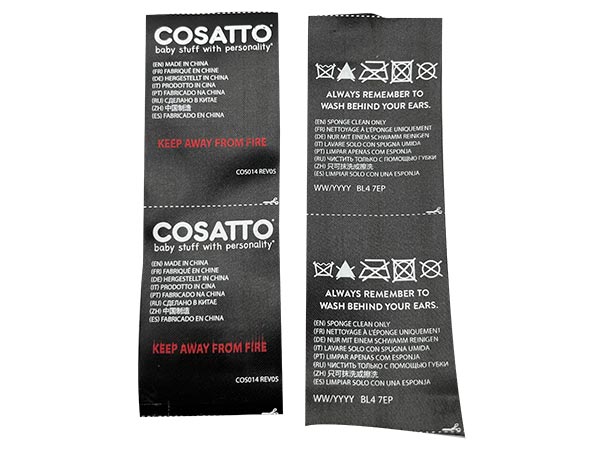 COSATTO
baby stuff with personality
(EN) MADE IN CHINA
(FR) FABRIQUÉ EN CHINE
(DE) HERGESTELLT IN CHINA
(IT) PRODOTTO IN CINA
(PT) FABRICADO NA CHINA
(RU) СДЕЛАНО В КИТАЕ
(ZH) 中国制造
(ES) FABRICADO EN CHINA
KEEP AWAY FROM FIRE
COS014 REV05
COSATTO
baby stuff with personality
(EN) MADE IN CHINA
(FR) FABRIQUÉ EN CHINE
(DE) HERGESTELLT IN CHINA
(IT) PRODOTTO IN CINA
(PT) FABRICADO NA CHINA
(RU) СДЕЛАНО В КИТАЕ
(ZH) 中国制造
(ES) FABRICADO EN CHINA
KEEP AWAY FROM FIRE
COS014 REV05
ALWAYS REMEMBER TO
WASH BEHIND YOUR EARS.
(EN) SPONGE CLEAN ONLY
(FR) NETTOYAGE À L'ÉPONGE UNIQUEMENT
(DE) NUR MIT EINEM SCHWAMM REINIGEN
(IT) LAVARE SOLO CON SPUGNA UMIDA
(PT) LIMPAR APENAS COM ESPONJA
(RU) ЧИСТИТЬ ТОЛЬКО С ПОМОЩЬЮ ГУБКИ
(ZH) 只可抹洗或擦洗
(ES) LIMPIAR SOLO CON UNA ESPONJA
WW/YYYY BL4 7EP
ALWAYS REMEMBER TO
WASH BEHIND YOUR EARS.
(EN) SPONGE CLEAN ONLY
(FR) NETTOYAGE À L'ÉPONGE UNIQUEMENT
(DE) NUR MIT EINEM SCHWAMM REINIGEN
(IT) LAVARE SOLO CON SPUGNA UMIDA
(PT) LIMPAR APENAS COM ESPONJA
(RU) ЧИСТИТЬ ТОЛЬКО С ПОМОЩЬЮ ГУБКИ
(ZH) 只可抹洗或擦洗
(ES) LIMPIAR SOLO CON UNA ESPONJA
WW/YYYY BL4 7EP